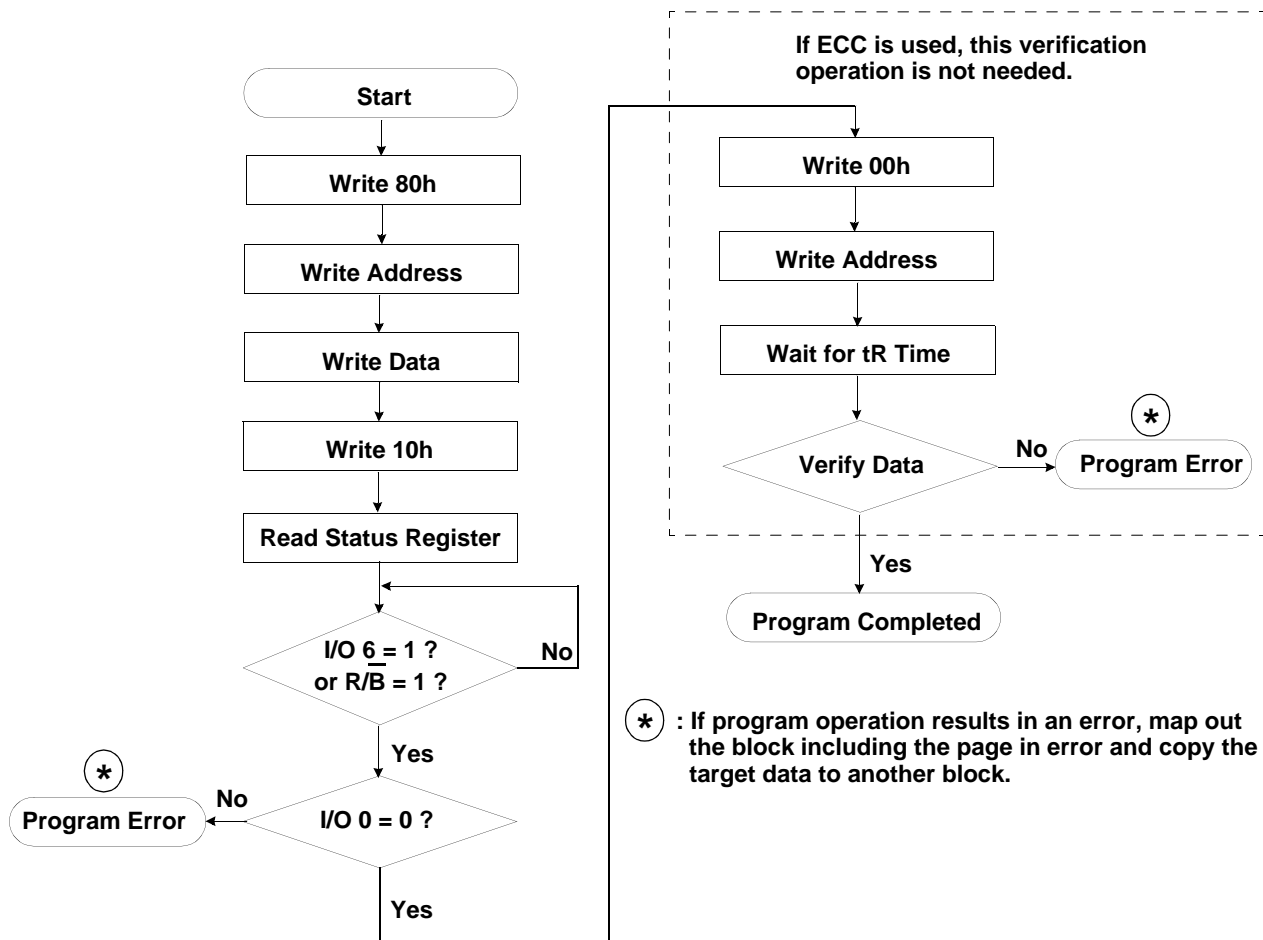 Start
Write 80h
Write Address
Write Data
Write 10h
Read Status Register
I/O 6 = 1 ?
or R/B̅ = 1 ?
No
Yes
*
No
Program Error
I/O 0 = 0 ?
Yes
If ECC is used, this verification
operation is not needed.
Write 00h
Write Address
Wait for tR Time
*
Verify Data
No
Program Error
Yes
Program Completed
* : If program operation results in an error, map out
the block including the page in error and copy the
target data to another block.